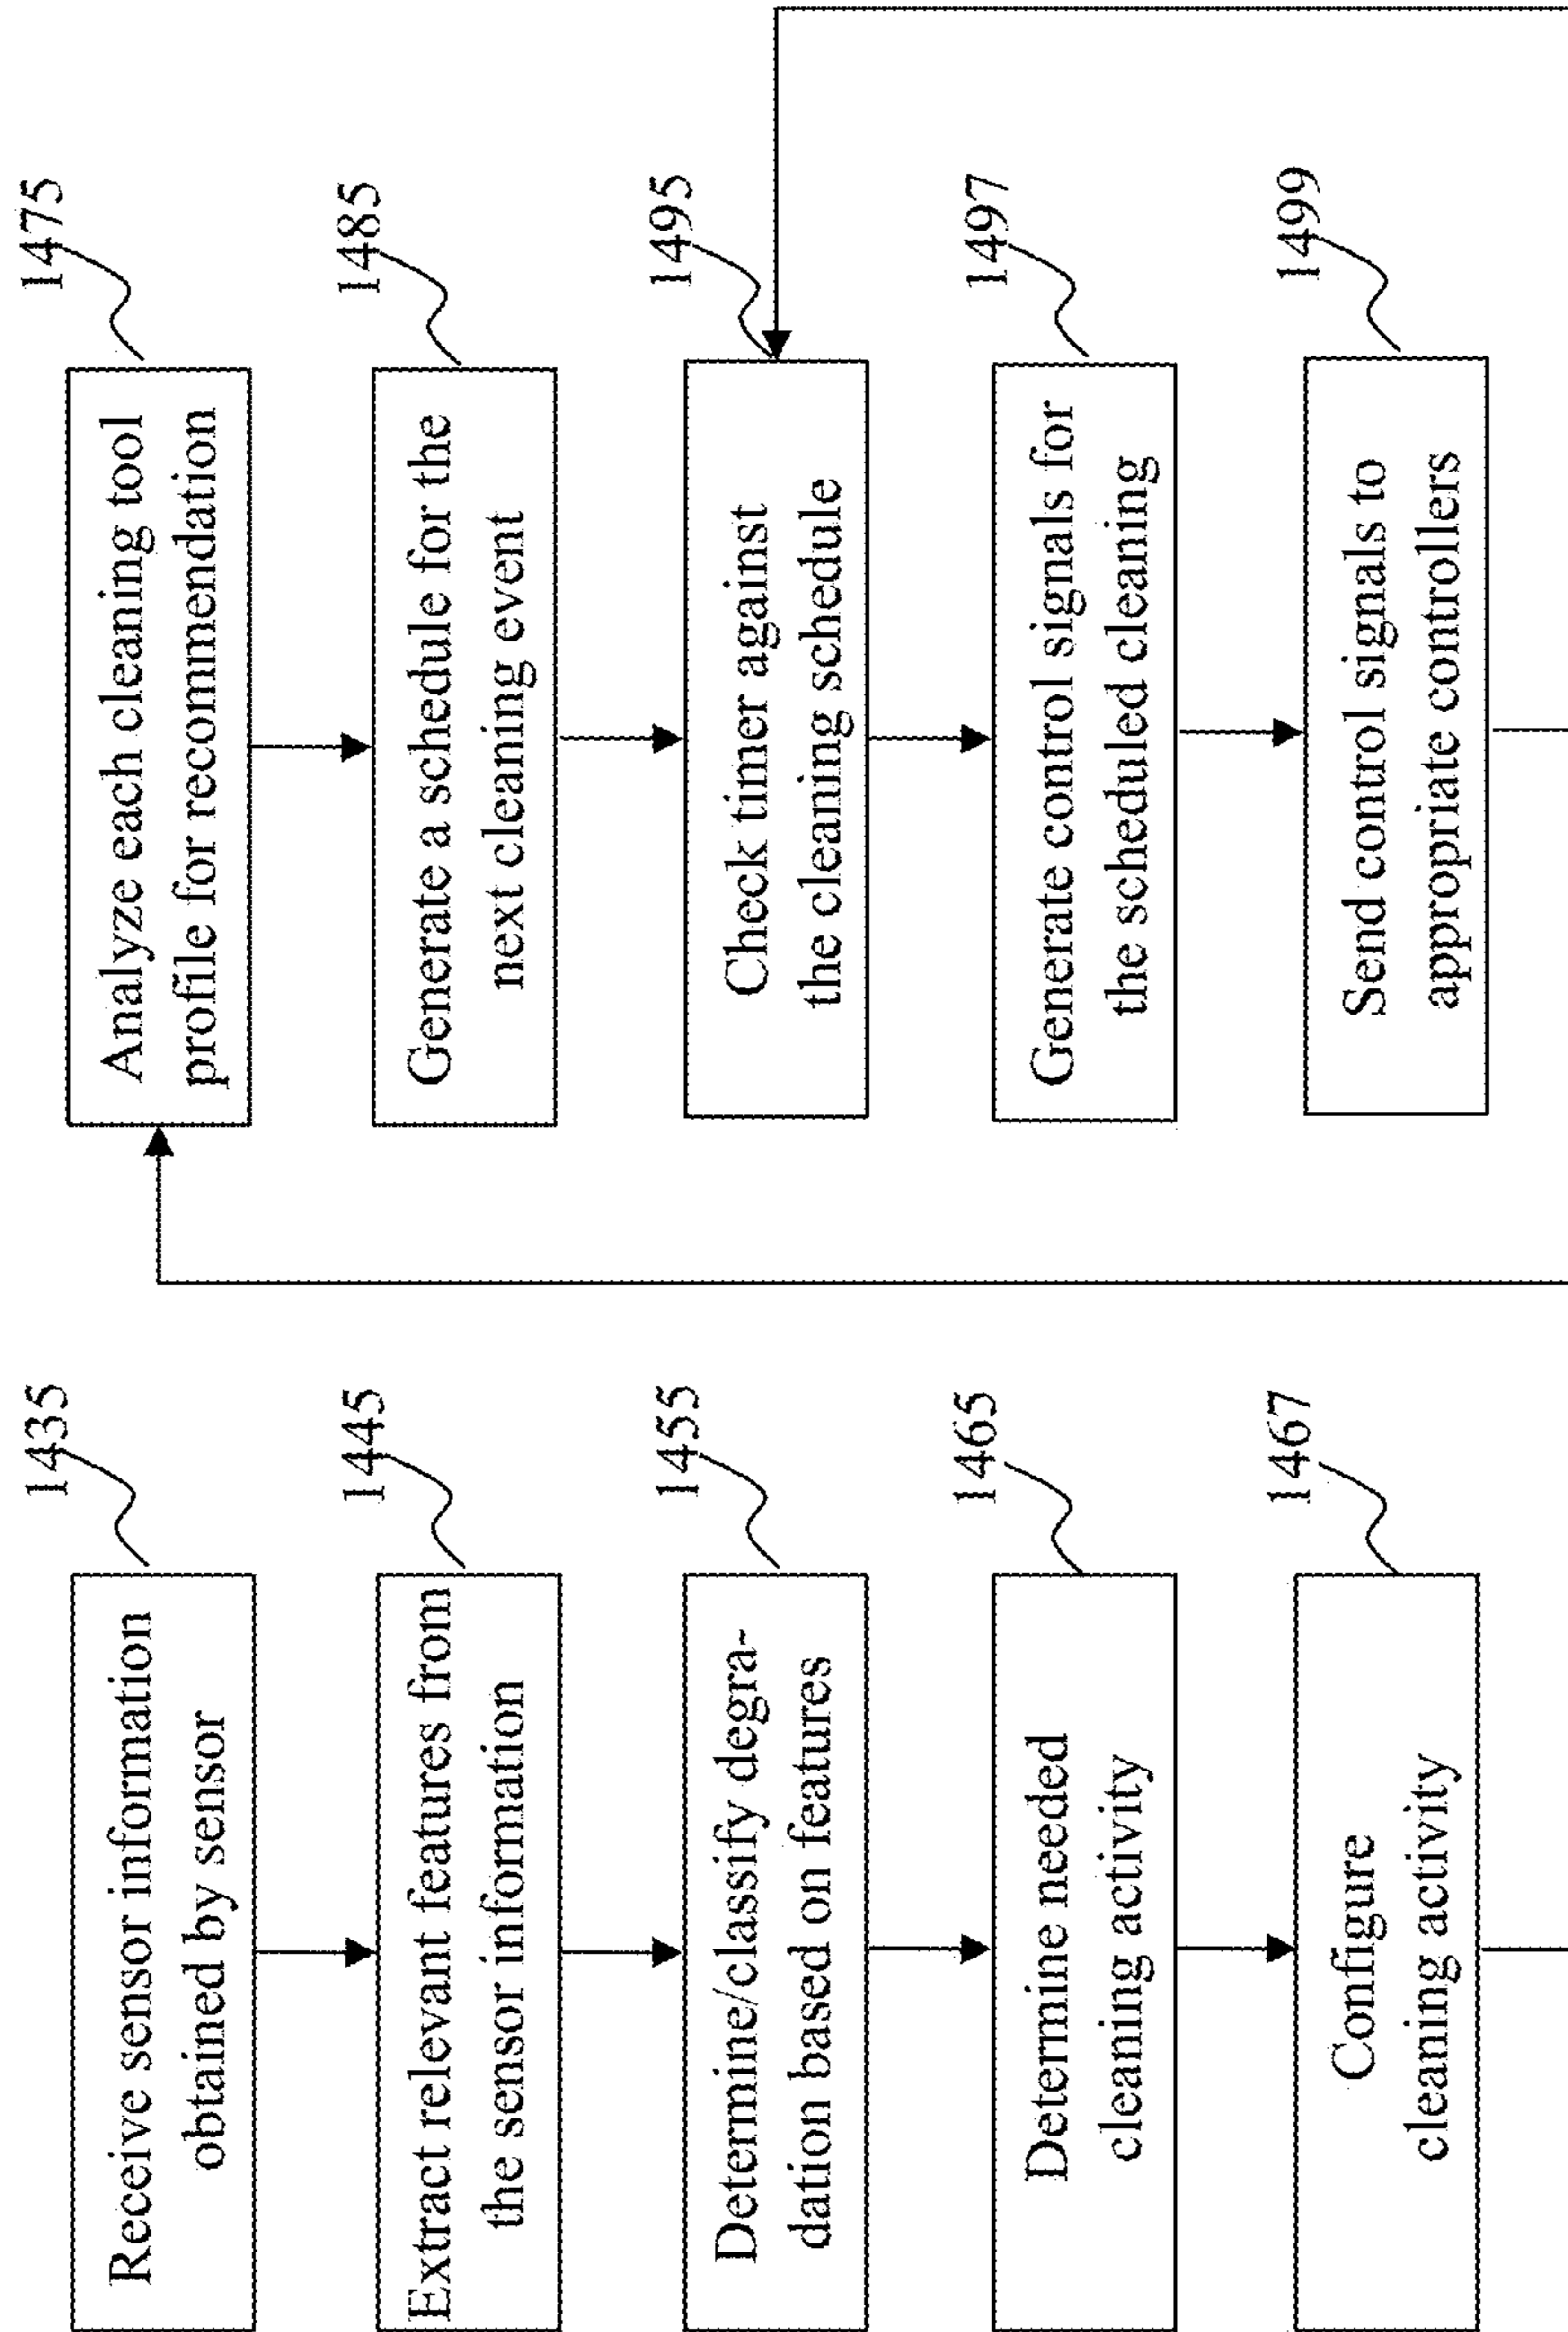 1435
Receive sensor information
obtained by sensor
1445
Extract relevant features from
the sensor information
1455
Determine/classify degra-
dation based on features
1465
Determine needed
cleaning activity
1467
Configure
cleaning activity
1475
Analyze each cleaning tool
profile for recommendation
1485
Generate a schedule for the
next cleaning event
1495
Check timer against
the cleaning schedule
1497
Generate control signals for
the scheduled cleaning
1499
Send control signals to
appropriate controllers